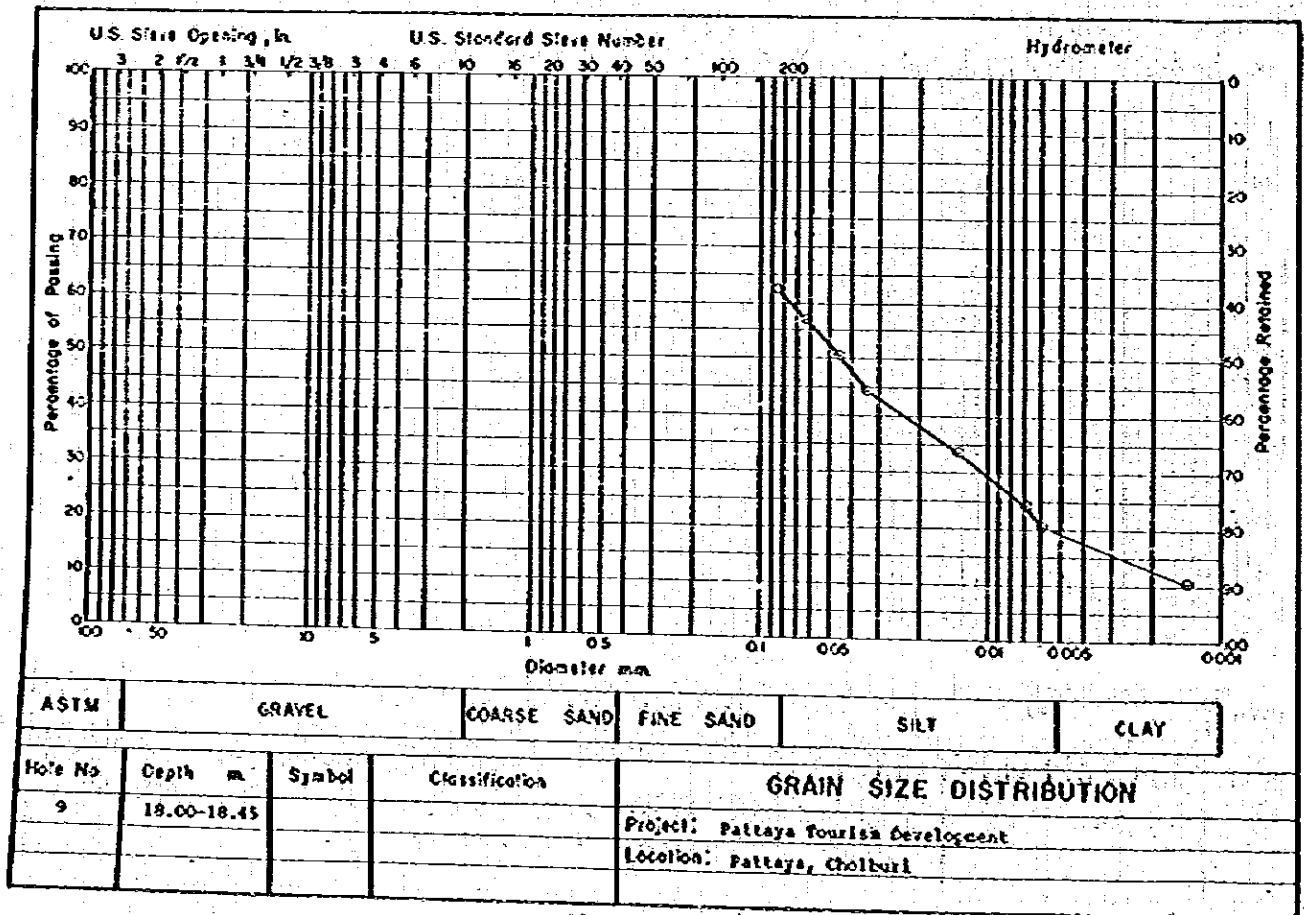 U.S. Sieve Opening, in. U.S. Standard Sieve Number Hydrometer
3 2 1 1/2 1 3/4 1/2 3/8 3 4 6 10 16 20 30 40 50 100 200
100 0
90 10
80 20
70 30
60 40
50 50
40 60
30 70
20 80
10 90
0 100
Percentage of Passing
Percentage Retained
100 50 10 5 1 0.5 0.1 0.05 0.01 0.005 0.001
Diameter mm.
ASTM GRAVEL COARSE SAND FINE SAND SILT CLAY
Hole No Depth m. Symbol Classification GRAIN SIZE DISTRIBUTION
9 18.00-18.45
Project: Pattaya Tourism Development
Location: Pattaya, Cholburi